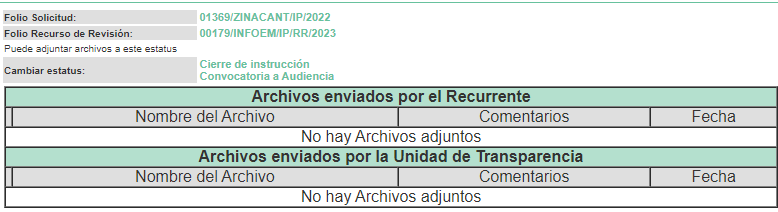 Folio Solicitud: 01369/ZINACANT/IP/2022
Folio Recurso de Revisión: 00179/INFOEM/IP/RR/2023
Puede adjuntar archivos a este estatus
Cambiar estatus: Cierre de instrucción
Convocatoria a Audiencia
Archivos enviados por el Recurrente
Nombre del Archivo Comentarios Fecha
No hay Archivos adjuntos
Archivos enviados por la Unidad de Transparencia
Nombre del Archivo Comentarios Fecha
No hay Archivos adjuntos